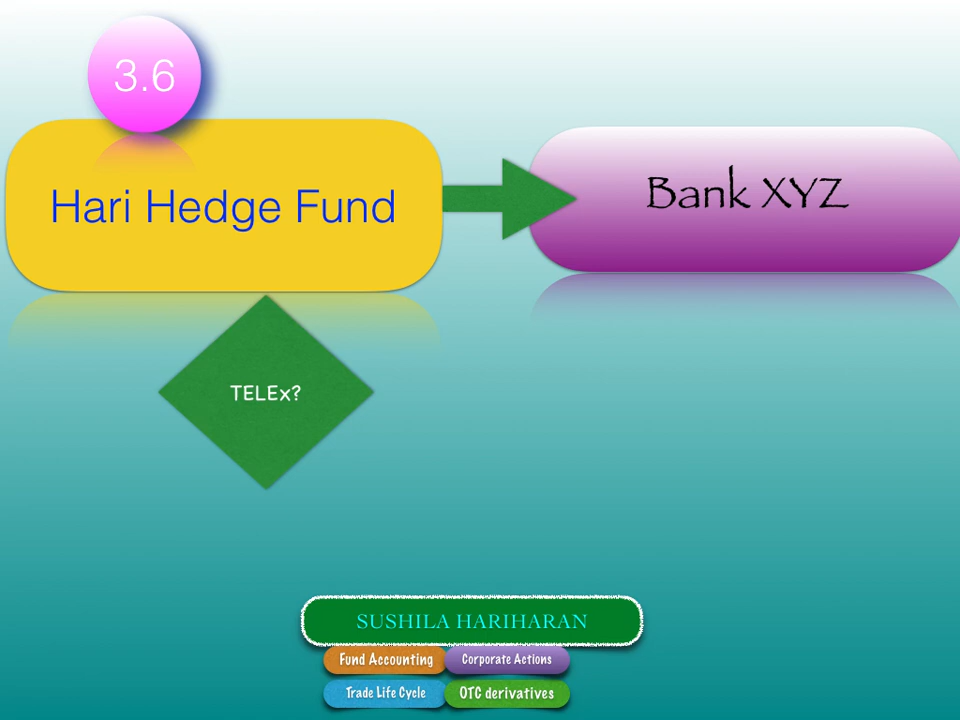 3.6
Hari Hedge Fund
Bank XYZ
TELEx?
SUSHILA HARIHARAN
Fund Accounting
Corporate Actions
Trade Life Cycle
OTC derivatives